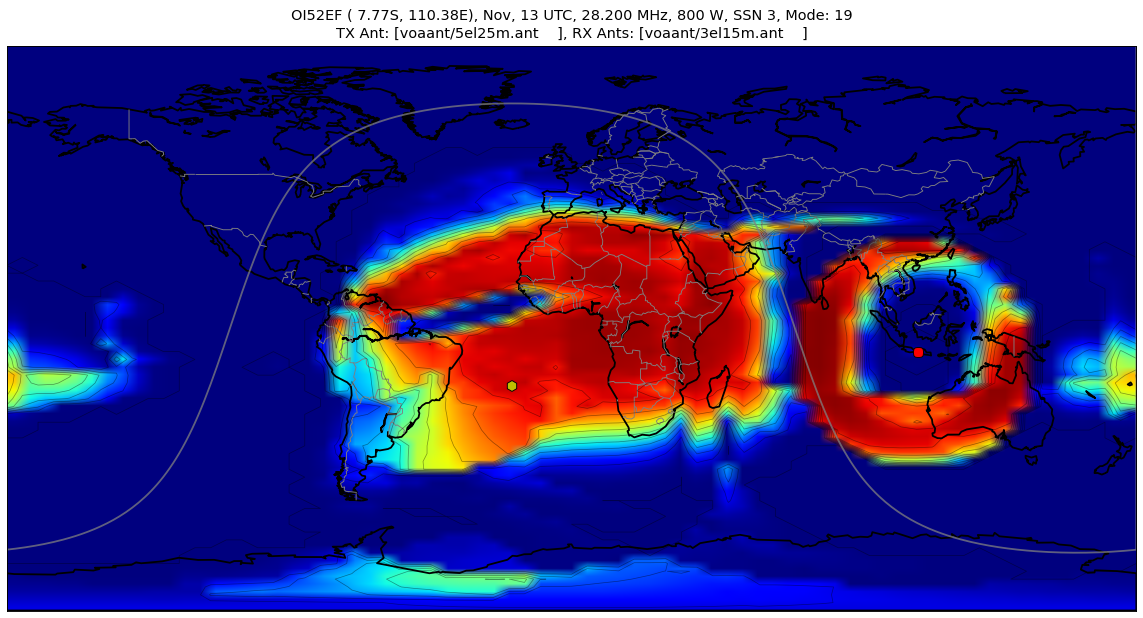 OI52EF ( 7.77S, 110.38E), Nov, 13 UTC, 28.200 MHz, 800 W, SSN 3, Mode: 19
TX Ant: [voaant/5el25m.ant    ], RX Ants: [voaant/3el15m.ant    ]